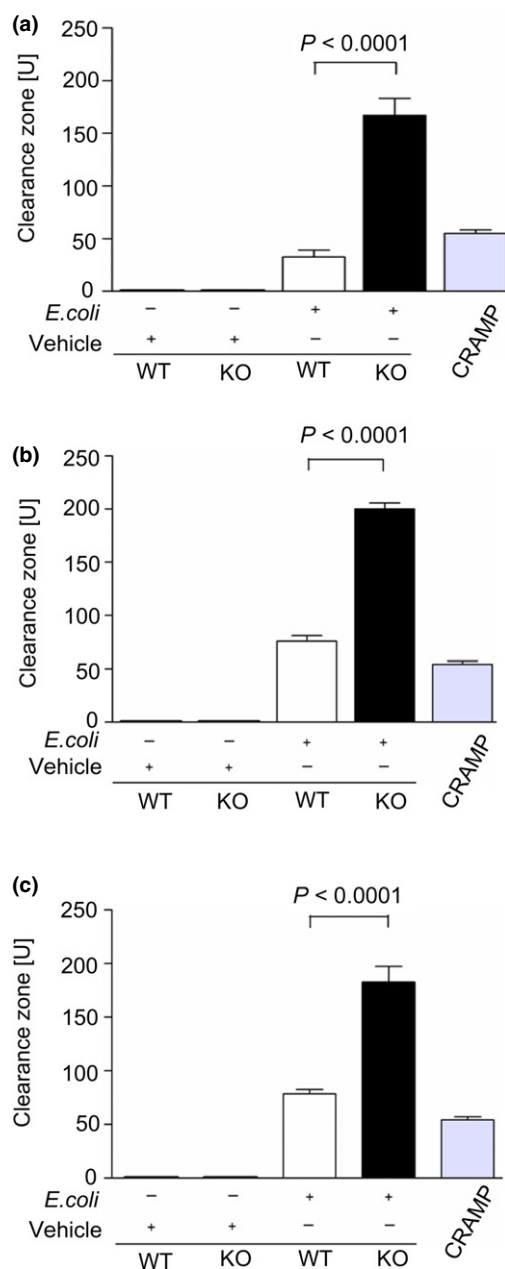 (a)
P < 0.0001
Clearance zone [U]
250
200
150
100
50
0
E.coli – – + +
Vehicle + + – –
WT KO WT KO CRAMP
(b)
P < 0.0001
Clearance zone [U]
250
200
150
100
50
0
E.coli – – + +
Vehicle + + – –
WT KO WT KO CRAMP
(c)
P < 0.0001
Clearance zone [U]
250
200
150
100
50
0
E.coli – – + +
Vehicle + + – –
WT KO WT KO CRAMP